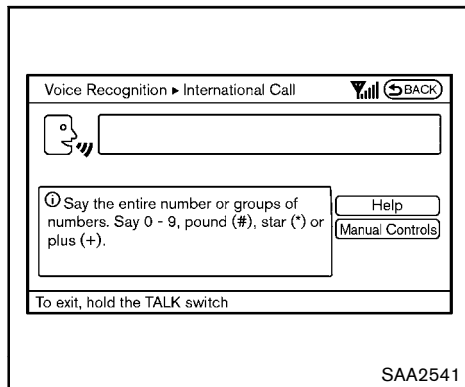 Voice Recognition ▸ International Call BACK
ⓘ Say the entire number or groups of
numbers. Say 0 - 9, pound (#), star (*) or
plus (+).
Help
Manual Controls
To exit, hold the TALK switch
SAA2541